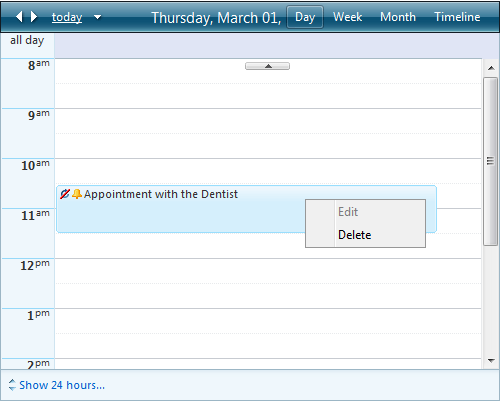 today Thursday, March 01, Day Week Month Timeline
all day
8am
9am
10am
Appointment with the Dentist
11am
Edit
Delete
12pm
1pm
2pm
Show 24 hours...